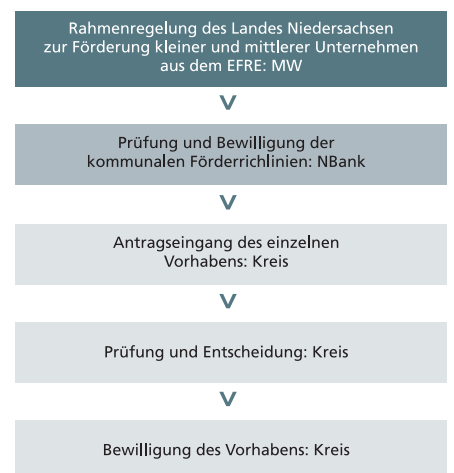 Rahmenregelung des Landes Niedersachsen
zur Förderung kleiner und mittlerer Unternehmen
aus dem EFRE: MW
Prüfung und Bewilligung der
kommunalen Förderrichlinien: NBank
Antragseingang des einzelnen
Vorhabens: Kreis
Prüfung und Entscheidung: Kreis
Bewilligung des Vorhabens: Kreis